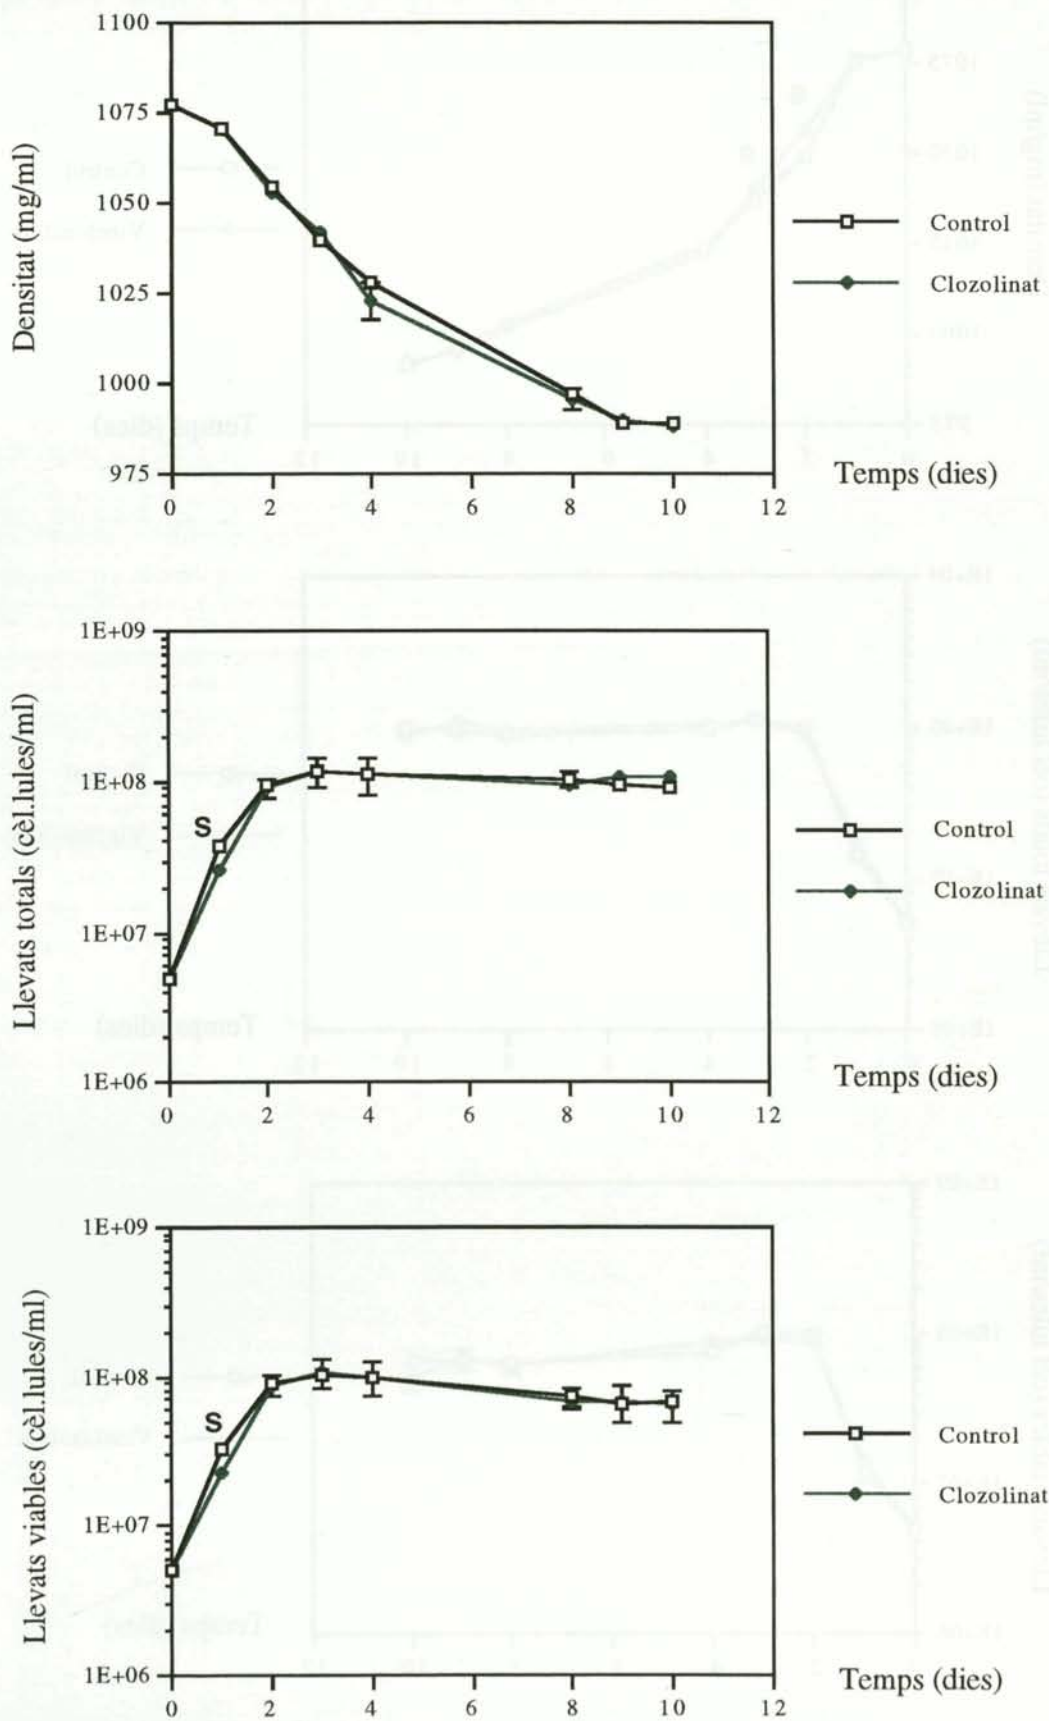 1100
1075
1050
1025
1000
975
Densitat (mg/ml)
0 2 4 6 8 10 12
Temps (dies)
Control
Clozolinat
1E+09
1E+08
1E+07
1E+06
Llevats totals (cèl.lules/ml)
S
0 2 4 6 8 10 12
Temps (dies)
Control
Clozolinat
1E+09
1E+08
1E+07
1E+06
Llevats viables (cèl.lules/ml)
S
0 2 4 6 8 10 12
Temps (dies)
Control
Clozolinat